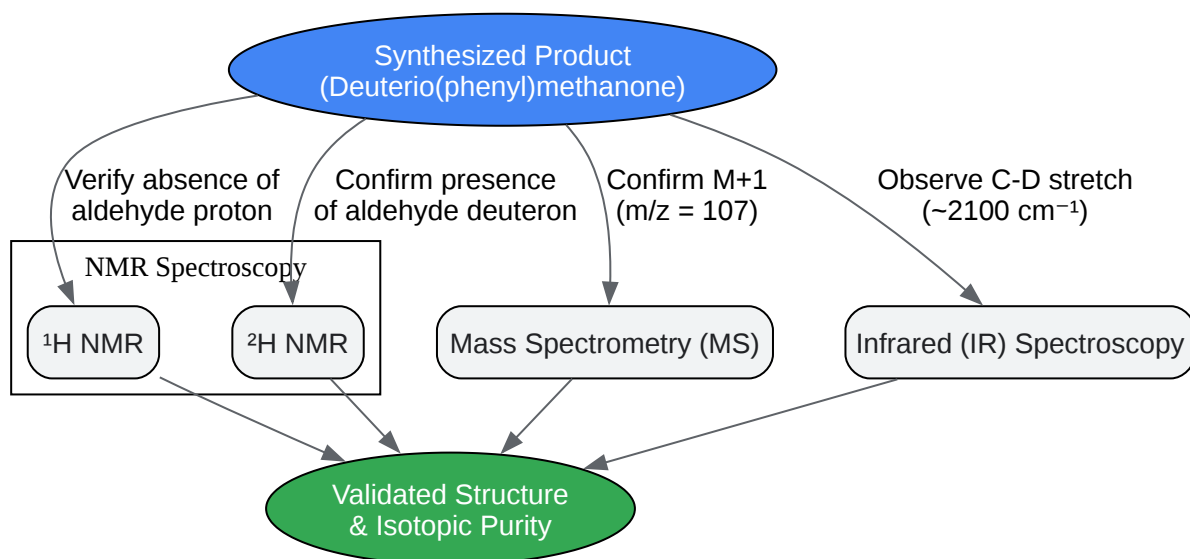 Synthesized Product
(Deuterio(phenyl)methanone)
Verify absence of
aldehyde proton
Confirm presence
of aldehyde deuteron
Confirm M+1
(m/z = 107)
Observe C-D stretch
(~2100 cm⁻¹)
NMR Spectroscopy
¹H NMR
²H NMR
Mass Spectrometry (MS)
Infrared (IR) Spectroscopy
Validated Structure
& Isotopic Purity